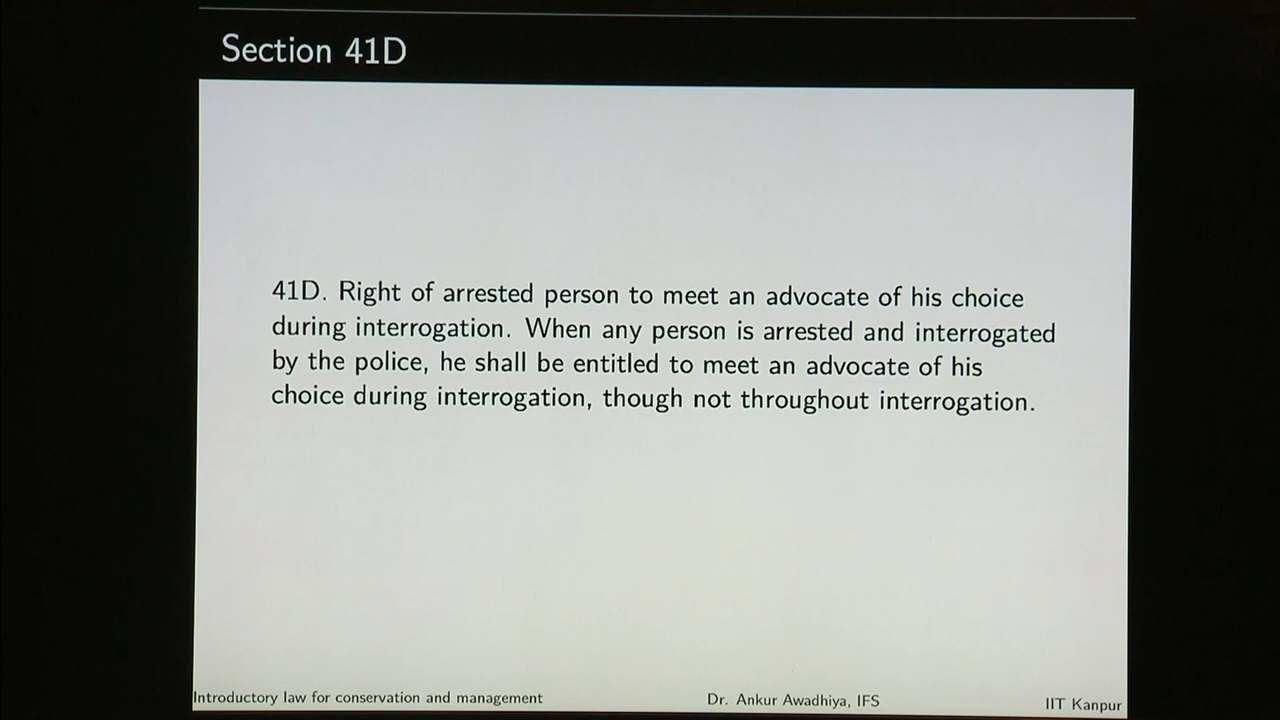 Section 41D
41D. Right of arrested person to meet an advocate of his choice
during interrogation. When any person is arrested and interrogated
by the police, he shall be entitled to meet an advocate of his
choice during interrogation, though not throughout interrogation.
Introductory law for conservation and management Dr. Ankur Awadhiya, IFS IIT Kanpur